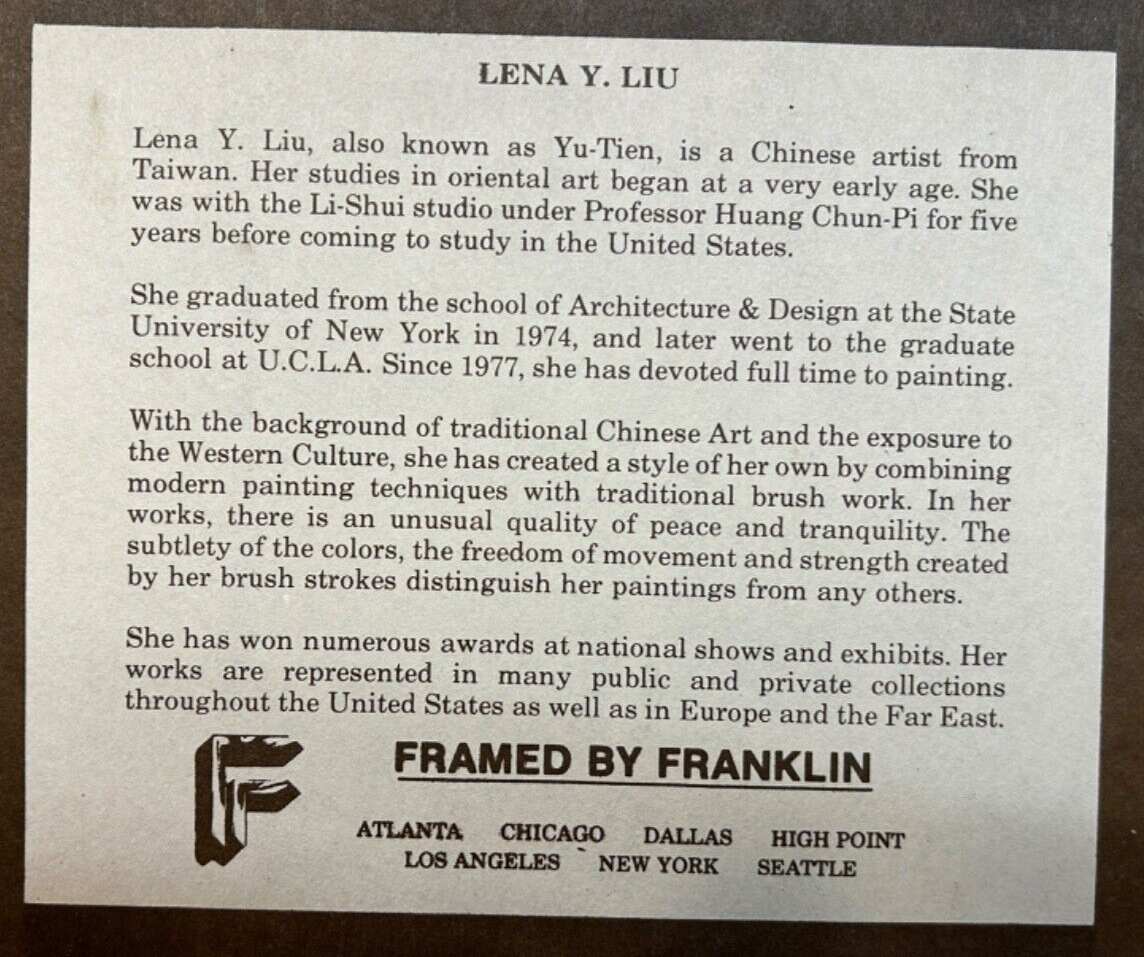 LENA Y. LIU
Lena Y. Liu, also known as Yu-Tien, is a Chinese artist from
Taiwan. Her studies in oriental art began at a very early age. She
was with the Li-Shui studio under Professor Huang Chun-Pi for five
years before coming to study in the United States.
She graduated from the school of Architecture & Design at the State
University of New York in 1974, and later went to the graduate
school at U.C.L.A. Since 1977, she has devoted full time to painting.
With the background of traditional Chinese Art and the exposure to
the Western Culture, she has created a style of her own by combining
modern painting techniques with traditional brush work. In her
works, there is an unusual quality of peace and tranquility. The
subtlety of the colors, the freedom of movement and strength created
by her brush strokes distinguish her paintings from any others.
She has won numerous awards at national shows and exhibits. Her
works are represented in many public and private collections
throughout the United States as well as in Europe and the Far East.
FRAMED BY FRANKLIN
ATLANTA CHICAGO DALLAS HIGH POINT
LOS ANGELES NEW YORK SEATTLE